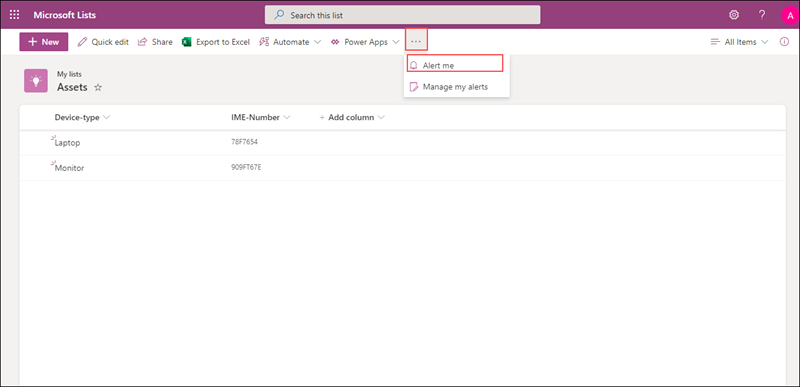 Microsoft Lists
Search this list
?
A
+ New
Quick edit
Share
Export to Excel
Automate
Power Apps
...
All Items
Alert me
Manage my alerts
My lists
Assets
Device-type
IME-Number
+ Add column
Laptop
78F7654
Monitor
909FT67E